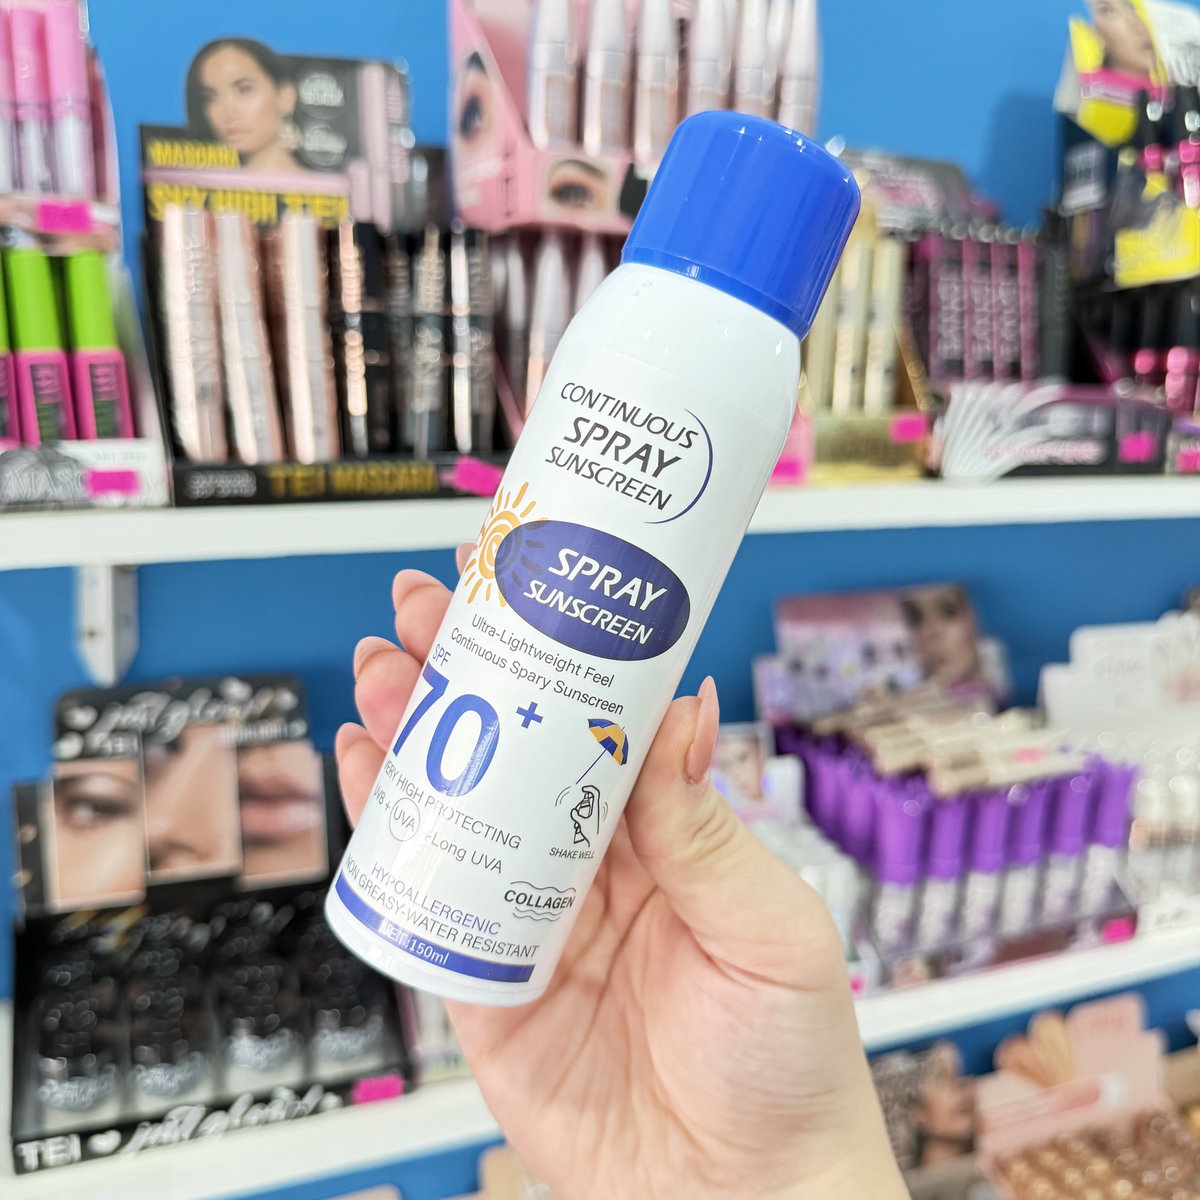 MASCARA
SKY HIGH TEI
TEI MASCARA
CONTINUOUS
SPRAY
SUNSCREEN
SPRAY
SUNSCREEN
Ultra-Lightweight Feel
Continuous Spary Sunscreen
SPF
70+
VERY HIGH PROTECTING
UVB + UVA +Long UVA
SHAKE WELL
HYPOALLERGENIC
NON GREASY-WATER RESISTANT
COLLAGEN
NET:150ml
TEI